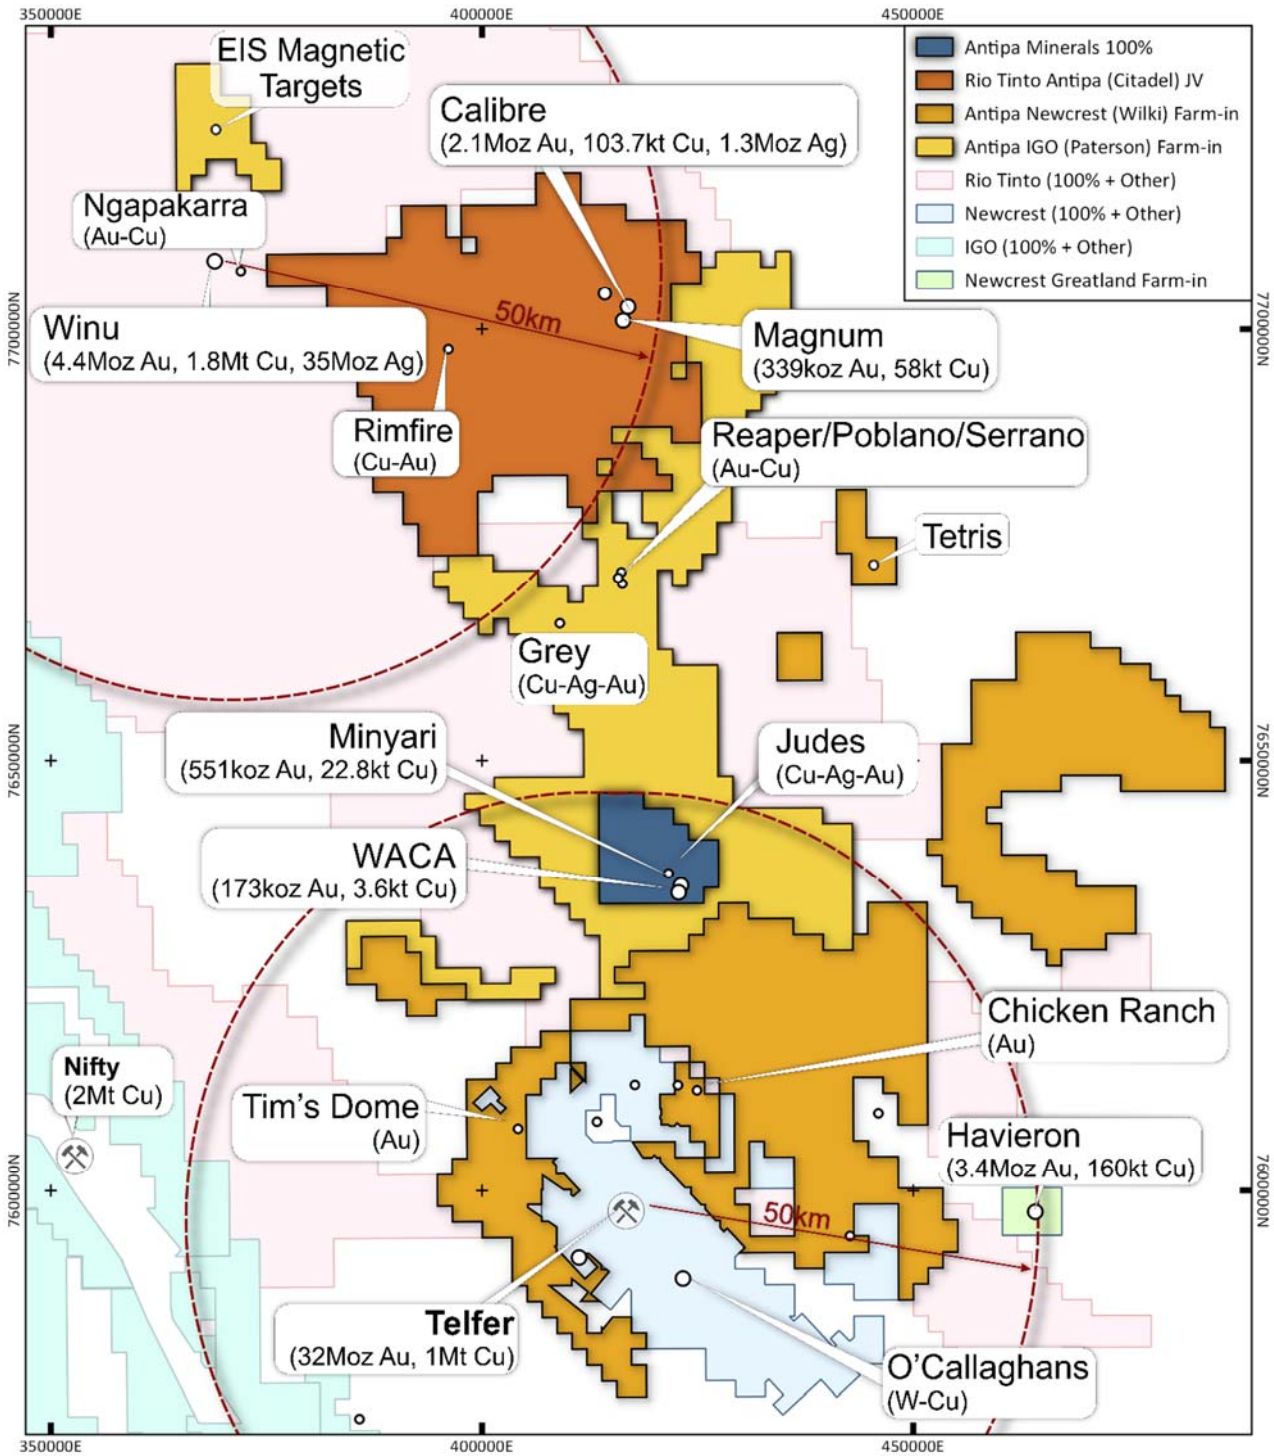 350000E
400000E
450000E
EIS Magnetic
Targets
Calibre
(2.1Moz Au, 103.7kt Cu, 1.3Moz Ag)
Antipa Minerals 100%
Rio Tinto Antipa (Citadel) JV
Antipa Newcrest (Wilki) Farm-in
Antipa IGO (Paterson) Farm-in
Rio Tinto (100% + Other)
Newcrest (100% + Other)
IGO (100% + Other)
Newcrest Greatland Farm-in
Ngapakarra
(Au-Cu)
7700000N
7700000N
50km
Winu
(4.4Moz Au, 1.8Mt Cu, 35Moz Ag)
Magnum
(339koz Au, 58kt Cu)
Rimfire
(Cu-Au)
Reaper/Poblano/Serrano
(Au-Cu)
Tetris
Grey
(Cu-Ag-Au)
7650000N
7650000N
Minyari
(551koz Au, 22.8kt Cu)
Judes
(Cu-Ag-Au)
WACA
(173koz Au, 3.6kt Cu)
Chicken Ranch
(Au)
Nifty
(2Mt Cu)
Tim's Dome
(Au)
Havieron
(3.4Moz Au, 160kt Cu)
7600000N
7600000N
50km
Telfer
(32Moz Au, 1Mt Cu)
O'Callaghans
(W-Cu)
350000E
400000E
450000E